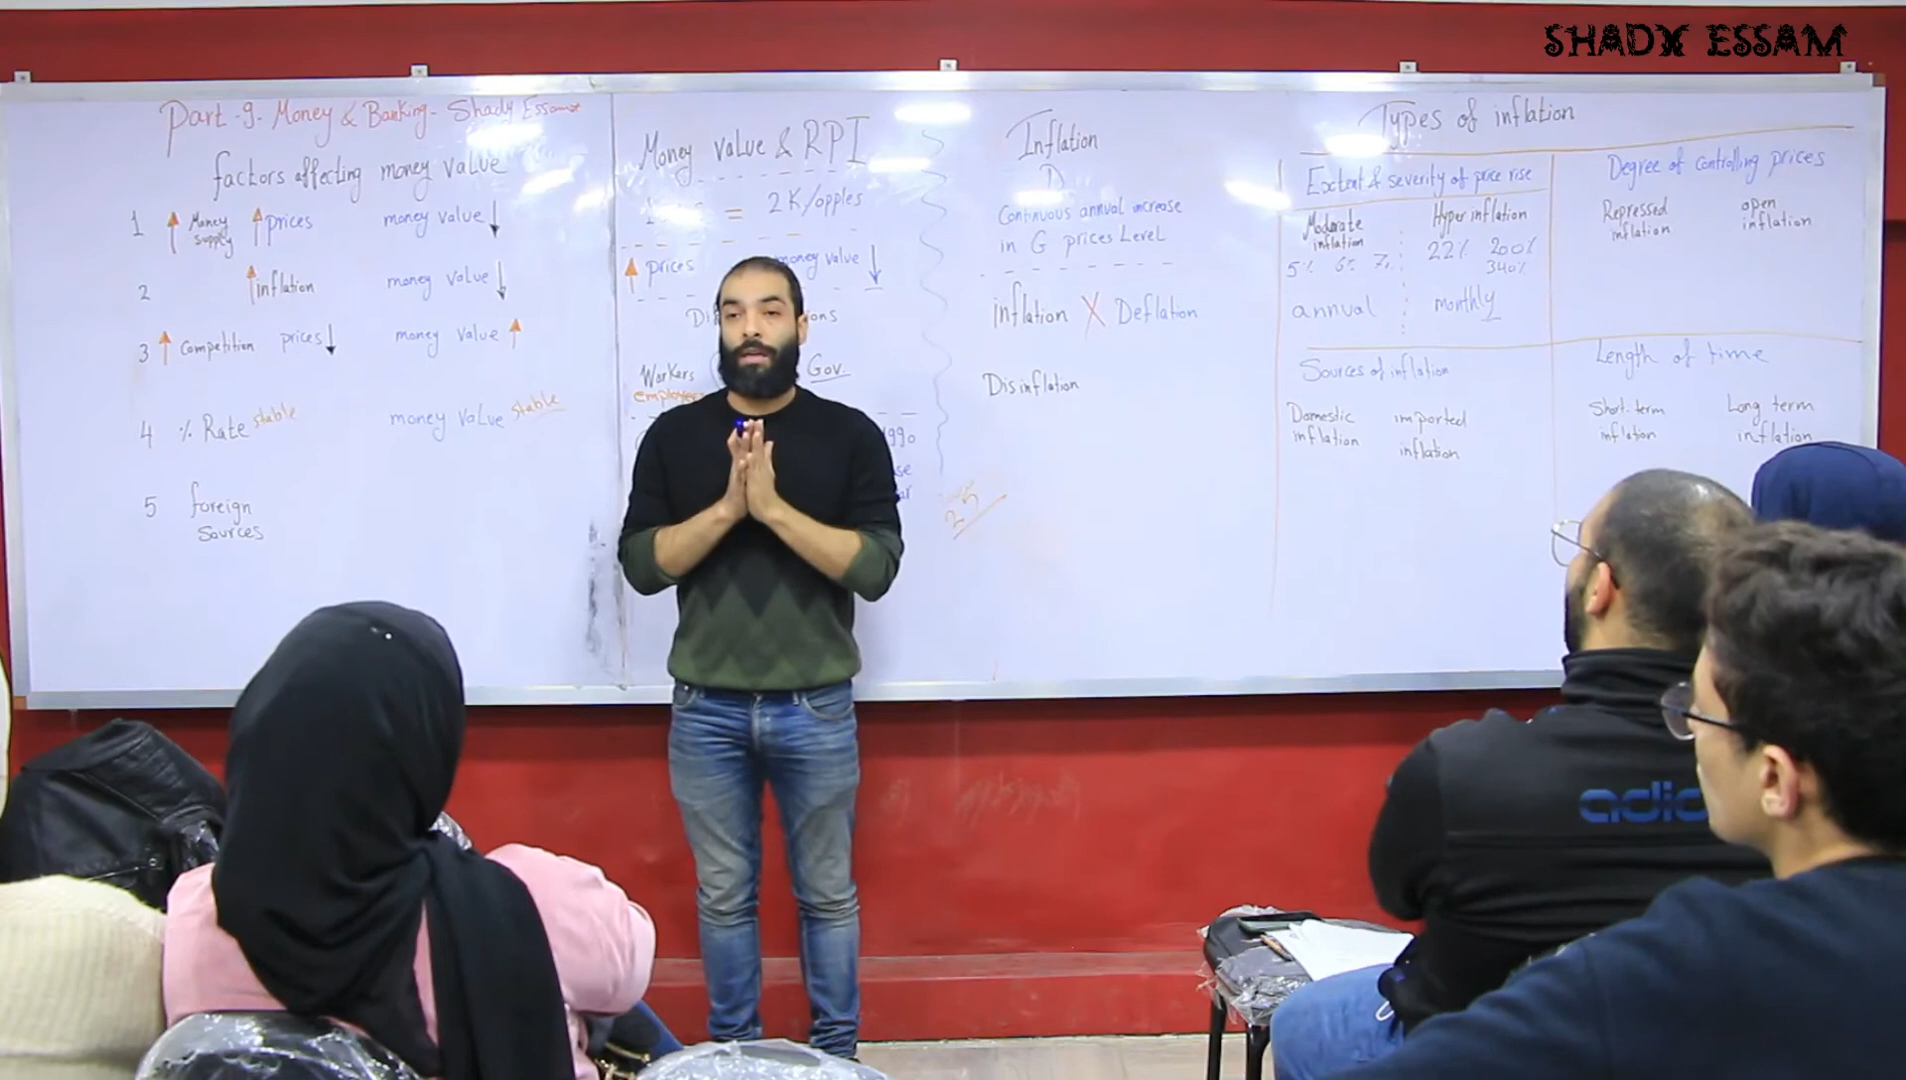 SHADY ESSAM
Part-9- Money & Banking- Shady Essam
factors affecting money value
1 ↑ Money supply ↑ prices money value ↓
2 ↑ inflation money value ↓
3 ↑ Competition prices ↓ money value ↑
4 % Rate stable money value stable
5 foreign
Sources
Money value & RPI
= 2 K/apples
↑ prices money value ↓
Workers Gov.
1990
Inflation
Continuous annual increase
in G prices Level
inflation X Deflation
Disinflation
25
Types of inflation
Extent & severity of price rise
Moderate
inflation
5% 6% 7%
annual
Hyper inflation
22% 200%
340%
monthly
Degree of controlling prices
Repressed
inflation
open
inflation
Sources of inflation
Domestic
inflation
imported
inflation
Length of time
Short-term
inflation
Long term
inflation